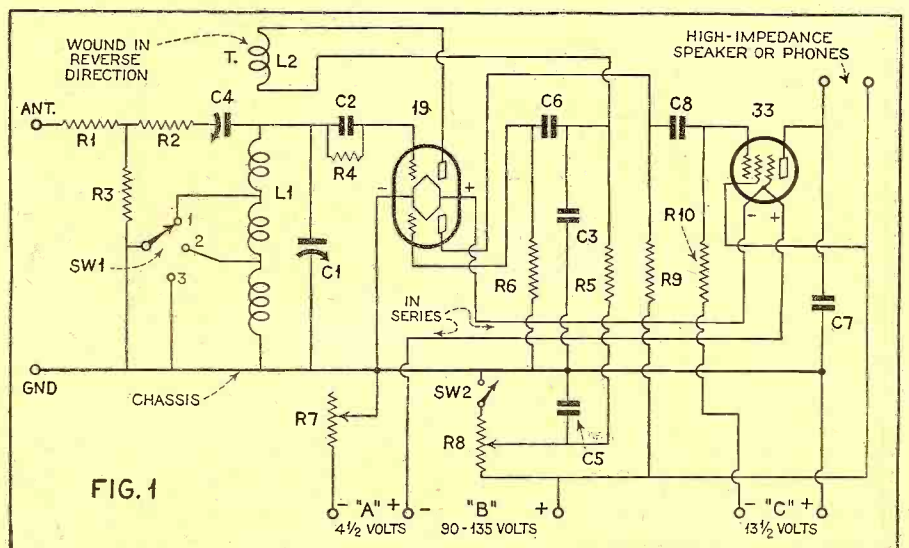 WOUND IN
REVERSE
DIRECTION
T.
L2
HIGH-IMPEDANCE
SPEAKER OR PHONES
ANT.
R1
R2
C4
C2
R4
19
C6
C8
33
R3
SW1
1
2
3
L1
C1
-
+
R6
C3
R5
R9
R10
-
+
C7
IN
SERIES
GND
CHASSIS
SW2
R7
R8
C5
FIG. 1
- "A" +
4½ VOLTS
- "B" +
90-135 VOLTS
- "C" +
13½ VOLTS